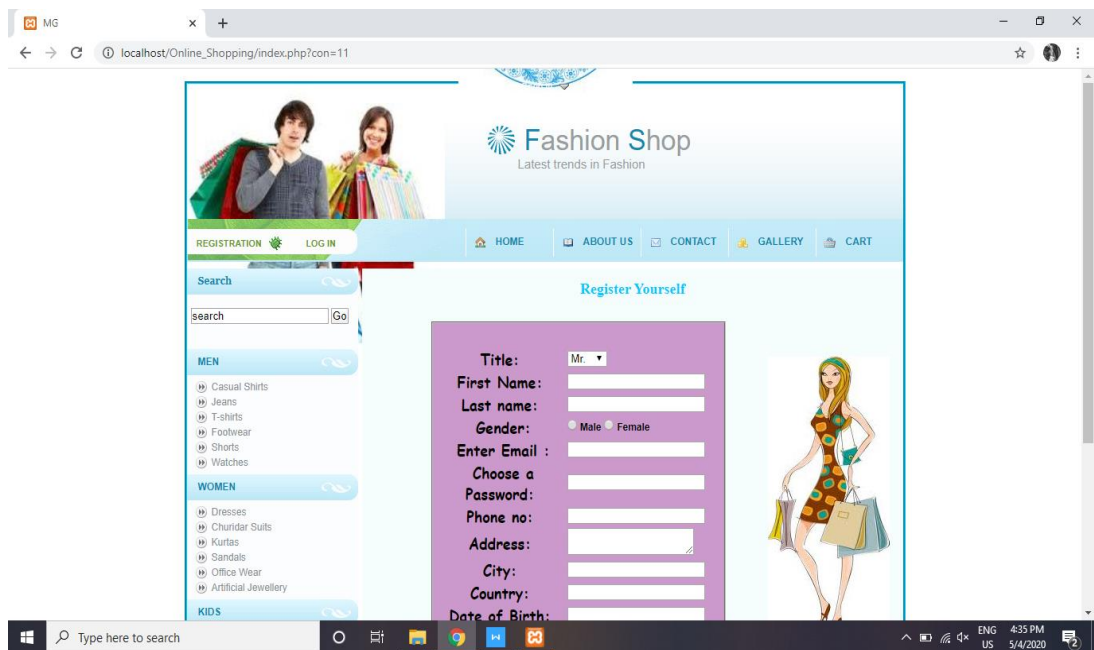 MG
localhost/Online_Shopping/index.php?con=11
Fashion Shop
Latest trends in Fashion
REGISTRATION LOG IN
HOME ABOUT US CONTACT GALLERY CART
Search
search Go
MEN
Casual Shirts
Jeans
T-shirts
Footwear
Shorts
Watches
WOMEN
Dresses
Churidar Suits
Kurtas
Sandals
Office Wear
Artificial Jewellery
KIDS
Register Yourself
Title: Mr.
First Name:
Last name:
Gender: Male Female
Enter Email :
Choose a
Password:
Phone no:
Address:
City:
Country:
Date of Birth:
Type here to search
ENG 4:35 PM
US 5/4/2020
2